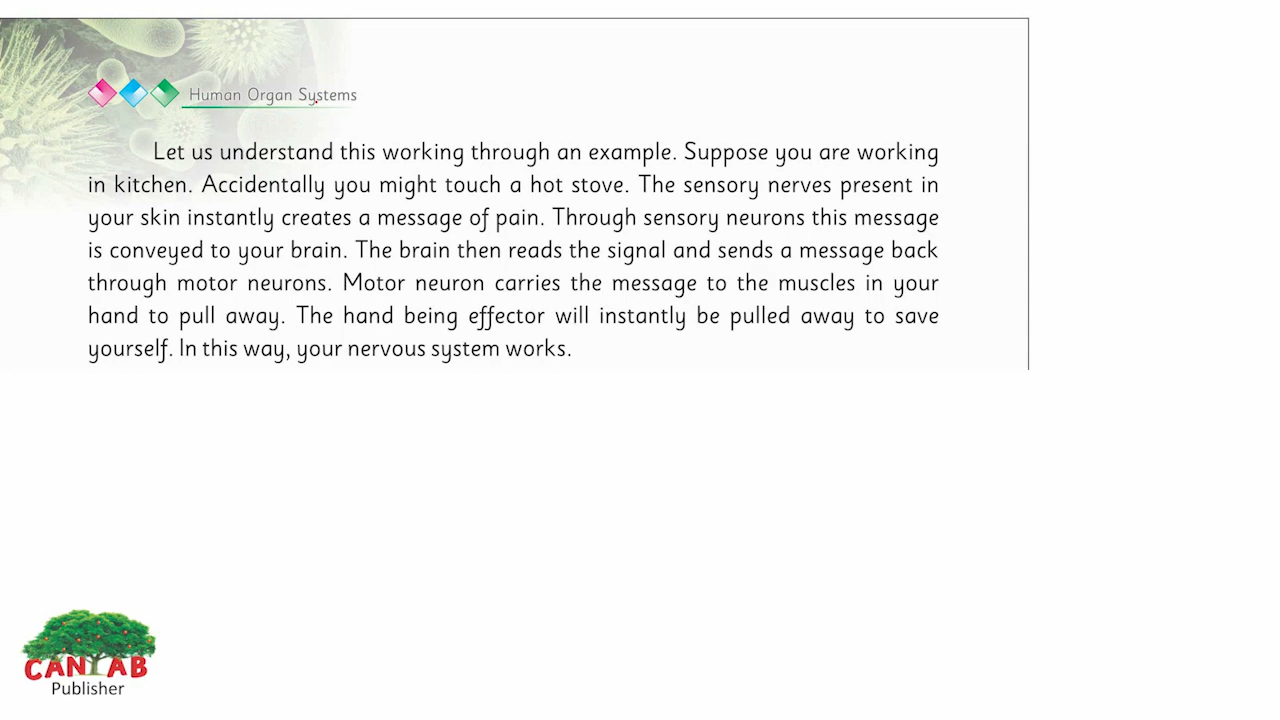 Human Organ Systems
Let us understand this working through an example. Suppose you are working
in kitchen. Accidentally you might touch a hot stove. The sensory nerves present in
your skin instantly creates a message of pain. Through sensory neurons this message
is conveyed to your brain. The brain then reads the signal and sends a message back
through motor neurons. Motor neuron carries the message to the muscles in your
hand to pull away. The hand being effector will instantly be pulled away to save
yourself. In this way, your nervous system works.
CANTAB
Publisher